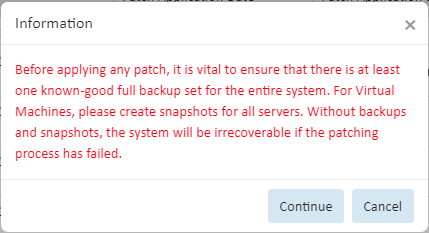 Information
×
Before applying any patch, it is vital to ensure that there is at least
one known-good full backup set for the entire system. For Virtual
Machines, please create snapshots for all servers. Without backups
and snapshots, the system will be irrecoverable if the patching
process has failed.
Continue Cancel